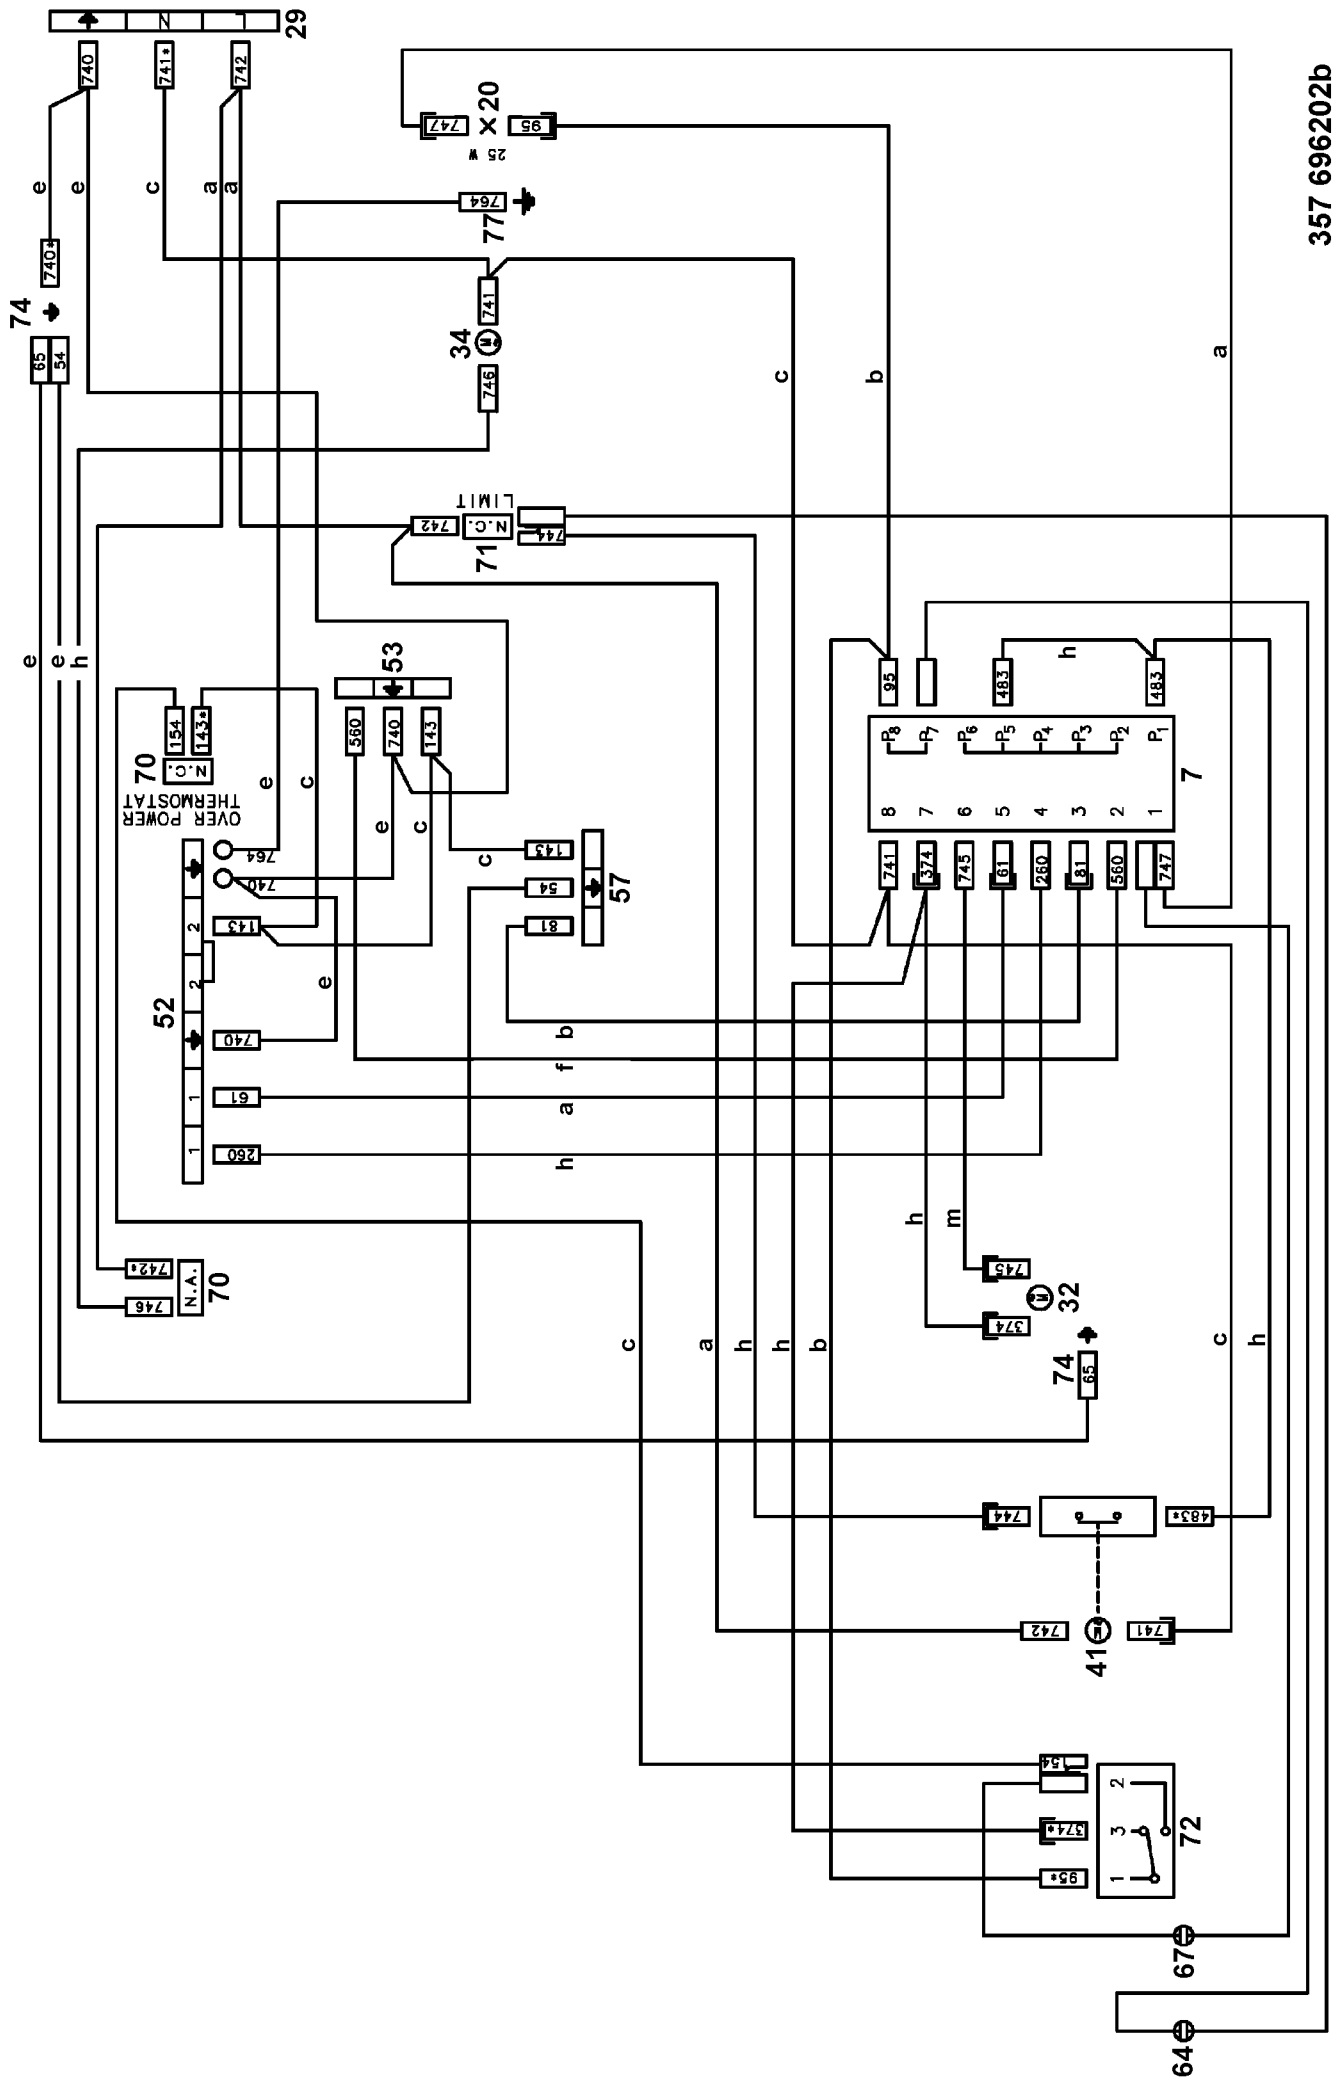 29
N
L
740
741*
742
20
747
95
25 W
e
e
c
a
a
764
77
357 696202b
740*
74
65
54
741
34
M
746
c
b
a
LIMIT
742
N.C.
744
71
e
e
h
53
154
143*
70
N.C.
560
740
143
OVER POWER
THERMOSTAT
e
c
e
c
c
764
740
143
54
81
57
52
2
2
1
1
143
740
61
260
e
95
483
h
483
P8
P7
P6
P5
P4
P3
P2
P1
8
7
6
5
4
3
2
1
7
741
374
745
61
260
81
560
747
b
f
a
h
742*
746
N.A.
70
h
m
745
374
M
32
c
a
h
h
b
74
65
c
h
744
483*
742
M
741
41
154
374*
95*
2
3
1
72
67
64